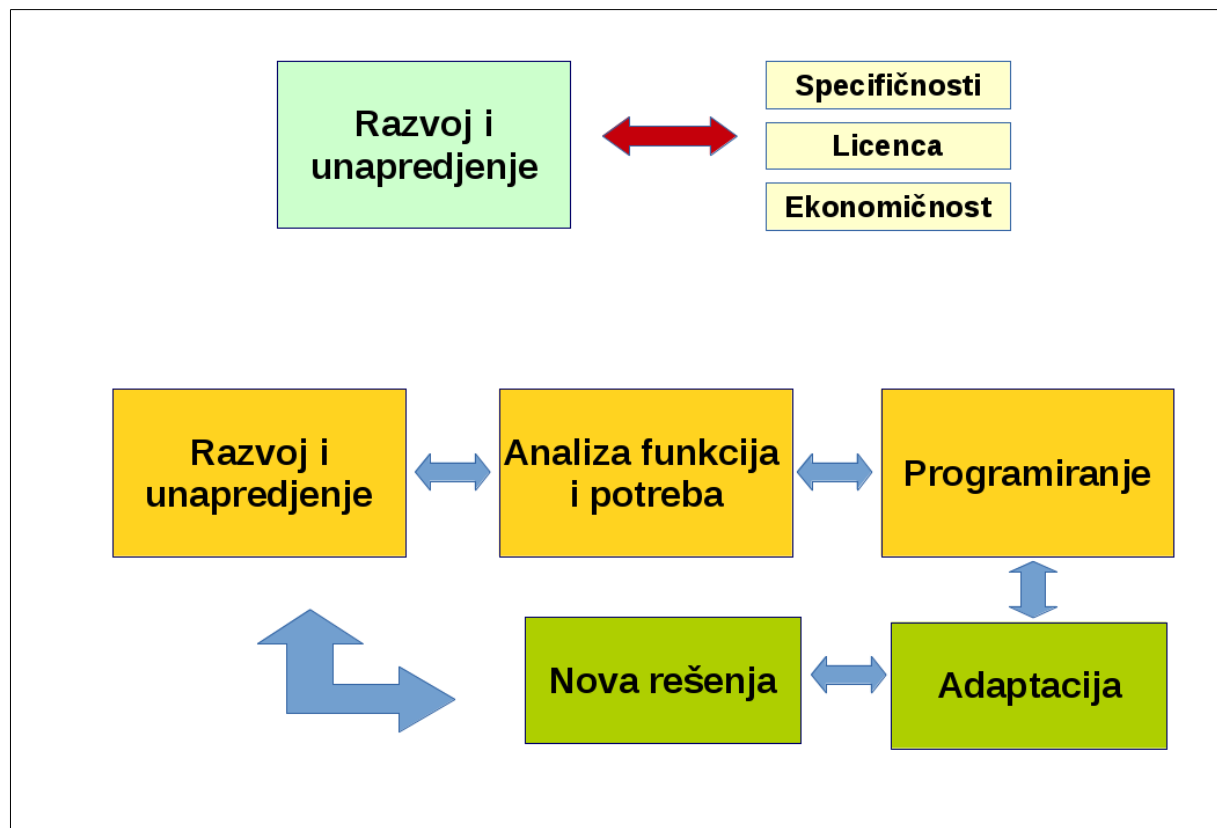 Razvoj i
unapredjenje
Specifičnosti
Licenca
Ekonomičnost
Razvoj i
unapredjenje
Analiza funkcija
i potreba
Programiranje
Nova rešenja
Adaptacija